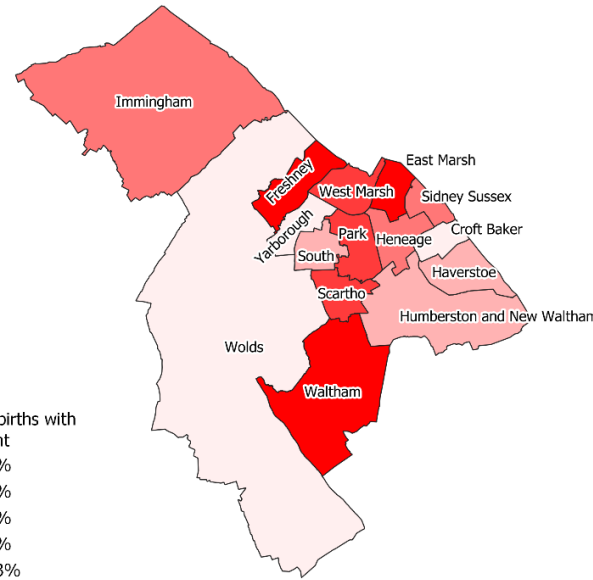 Immingham
East Marsh
Freshney
West Marsh
Sidney Sussex
Yarborough
Park
Heneage
Croft Baker
South
Haverstoe
Scartho
Humberston and New Walthan
Wolds
Waltham
births with
nt
%
%
%
%
3%